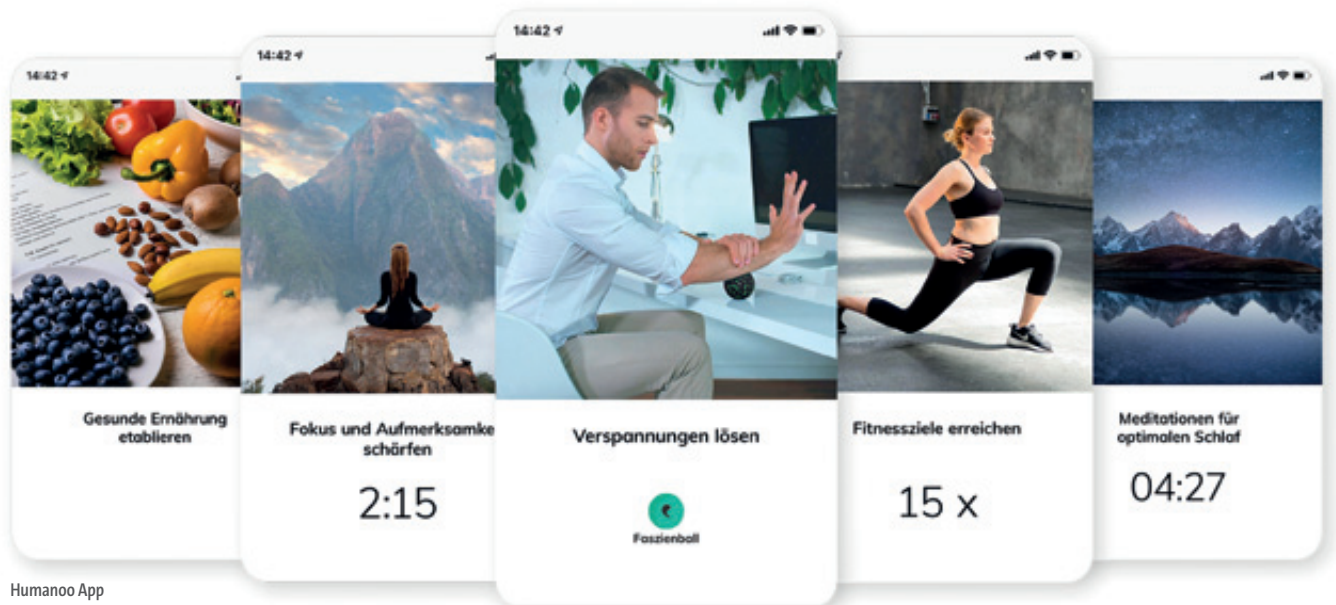 14:42
14:42
14:42
Gesunde Ernährung
etablieren
Fokus und Aufmerksamke
schärfen
2:15
Verspannungen lösen
Faszienball
Fitnessziele erreichen
15 x
Meditationen für
optimalen Schlaf
04:27
Humanoo App